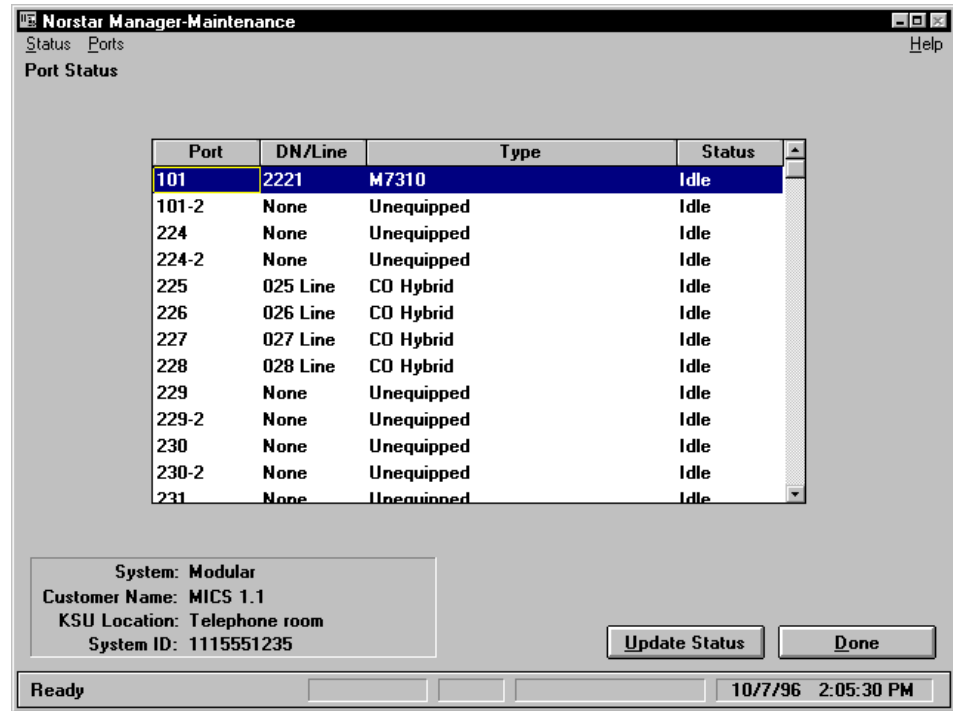 Norstar Manager-Maintenance
Status Ports Help
Port Status
Port DN/Line Type Status
101 2221 M7310 Idle
101-2 None Unequipped Idle
224 None Unequipped Idle
224-2 None Unequipped Idle
225 025 Line CO Hybrid Idle
226 026 Line CO Hybrid Idle
227 027 Line CO Hybrid Idle
228 028 Line CO Hybrid Idle
229 None Unequipped Idle
229-2 None Unequipped Idle
230 None Unequipped Idle
230-2 None Unequipped Idle
231 None Unequipped Idle
System: Modular
Customer Name: MICS 1.1
KSU Location: Telephone room
System ID: 1115551235
Update Status Done
Ready 10/7/96 2:05:30 PM